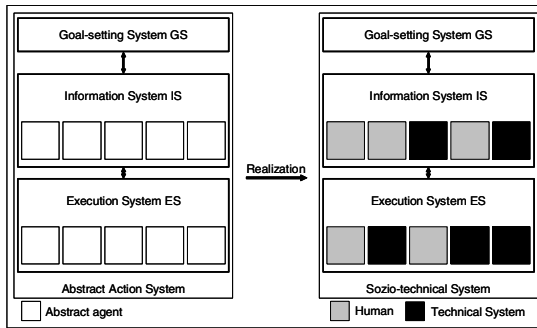 Goal-setting System GS
Information System IS
Execution System ES
Abstract Action System
Abstract agent
Realization
Goal-setting System GS
Information System IS
Execution System ES
Sozio-technical System
Human
Technical System